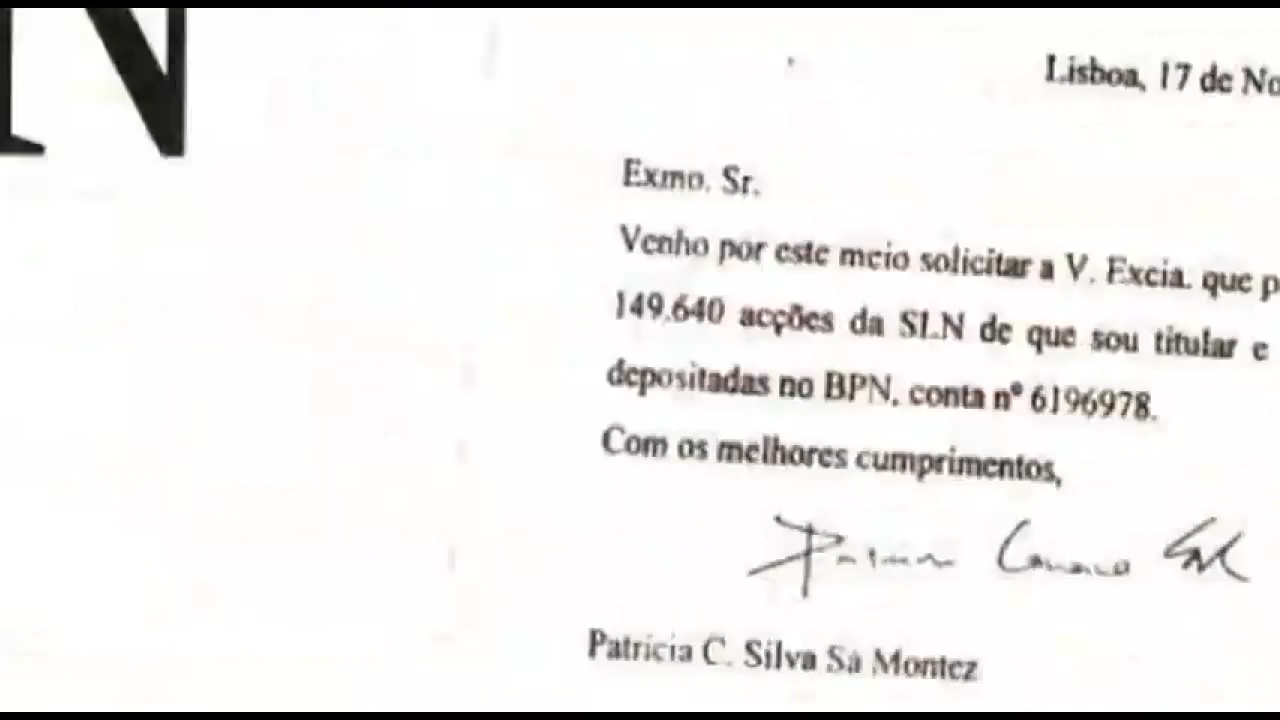 N
Lisboa, 17 de No
Exmo. Sr.
Venho por este meio solicitar a V. Excia. que p
149.640 acções da SLN de que sou titular e
depositadas no BPN, conta nº 6196978.
Com os melhores cumprimentos,
Patricia C. Silva Sá Montez